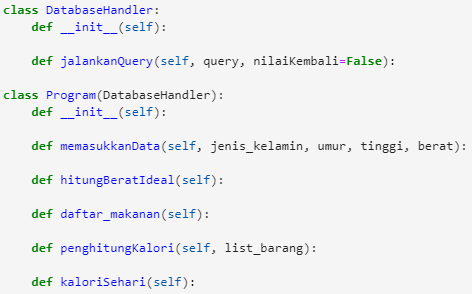 class DatabaseHandler:
    def __init__(self):
    def jalankanQuery(self, query, nilaiKembali=False):
class Program(DatabaseHandler):
    def __init__(self):
    def memasukkanData(self, jenis_kelamin, umur, tinggi, berat):
    def hitungBeratIdeal(self):
    def daftar_makanan(self):
    def penghitungKalori(self, list_barang):
    def kaloriSehari(self):